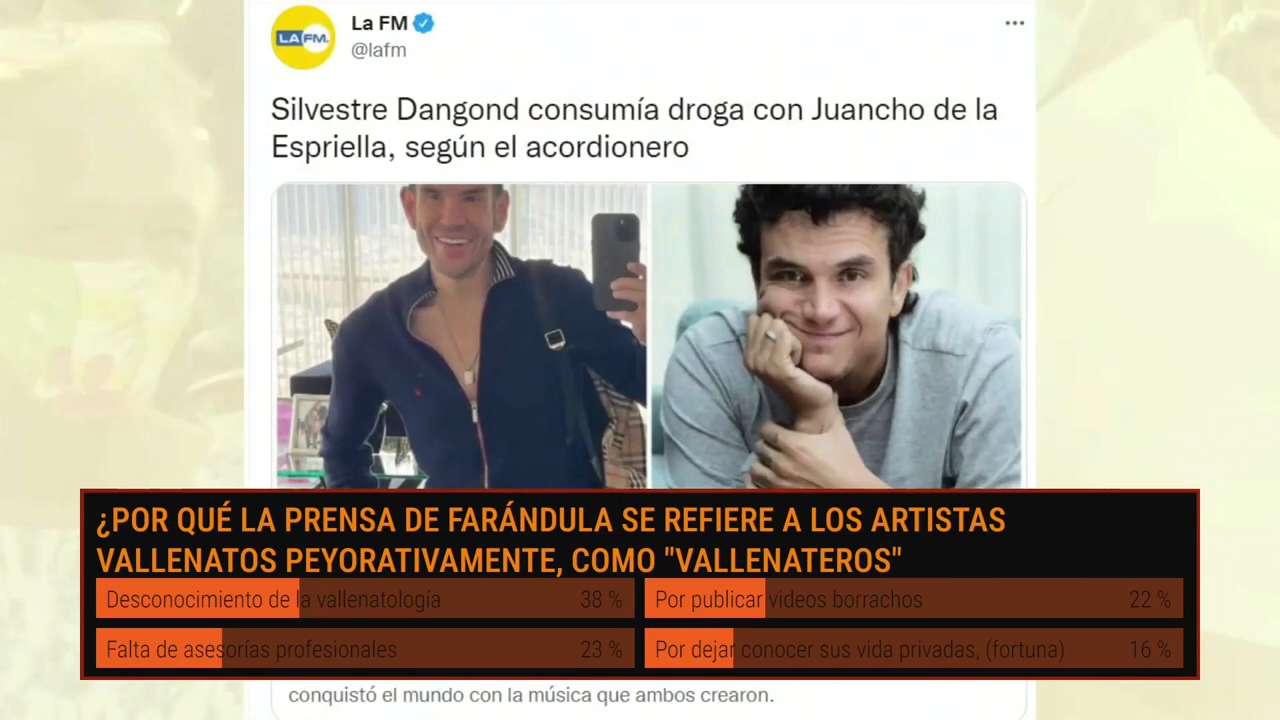 La FM
@lafm
LA FM.
Silvestre Dangond consumía droga con Juancho de la
Espriella, según el acordionero
¿POR QUÉ LA PRENSA DE FARÁNDULA SE REFIERE A LOS ARTISTAS
VALLENATOS PEYORATIVAMENTE, COMO "VALLENATEROS"
Desconocimiento de la vallenatología 38 %
Por publicar videos borrachos 22 %
Falta de asesorías profesionales 23 %
Por dejar conocer sus vida privadas, (fortuna) 16 %
conquistó el mundo con la música que ambos crearon.